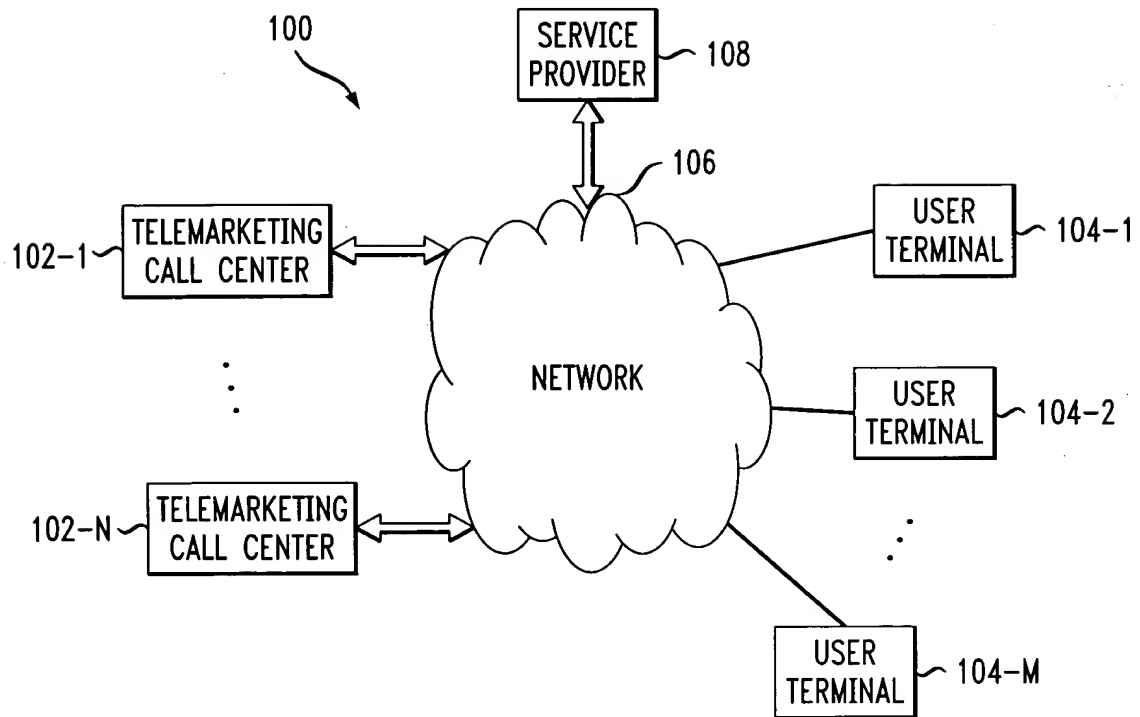 100
SERVICE
PROVIDER
108
106
TELEMARKETING
CALL CENTER
102-1
USER
TERMINAL
104-1
NETWORK
USER
TERMINAL
104-2
TELEMARKETING
CALL CENTER
102-N
USER
TERMINAL
104-M